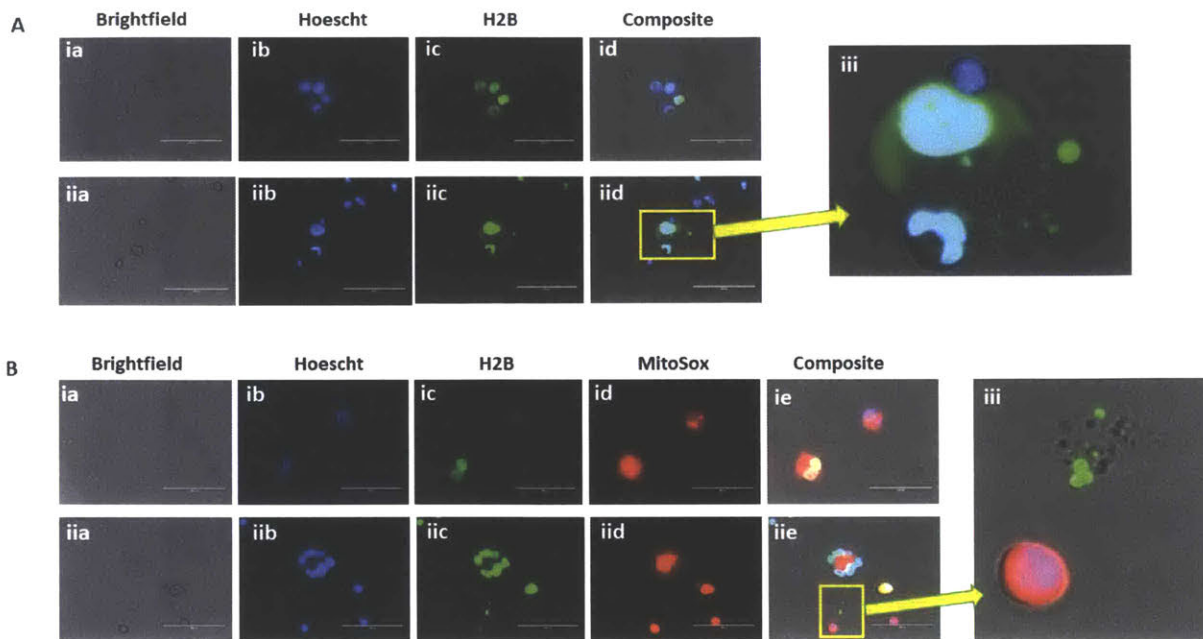 A
Brightfield Hoescht H2B Composite
ia ib ic id iii
iia iib iic iid
B
Brightfield Hoescht H2B MitoSox Composite
ia ib ic id ie iii
iia iib iic iid iie